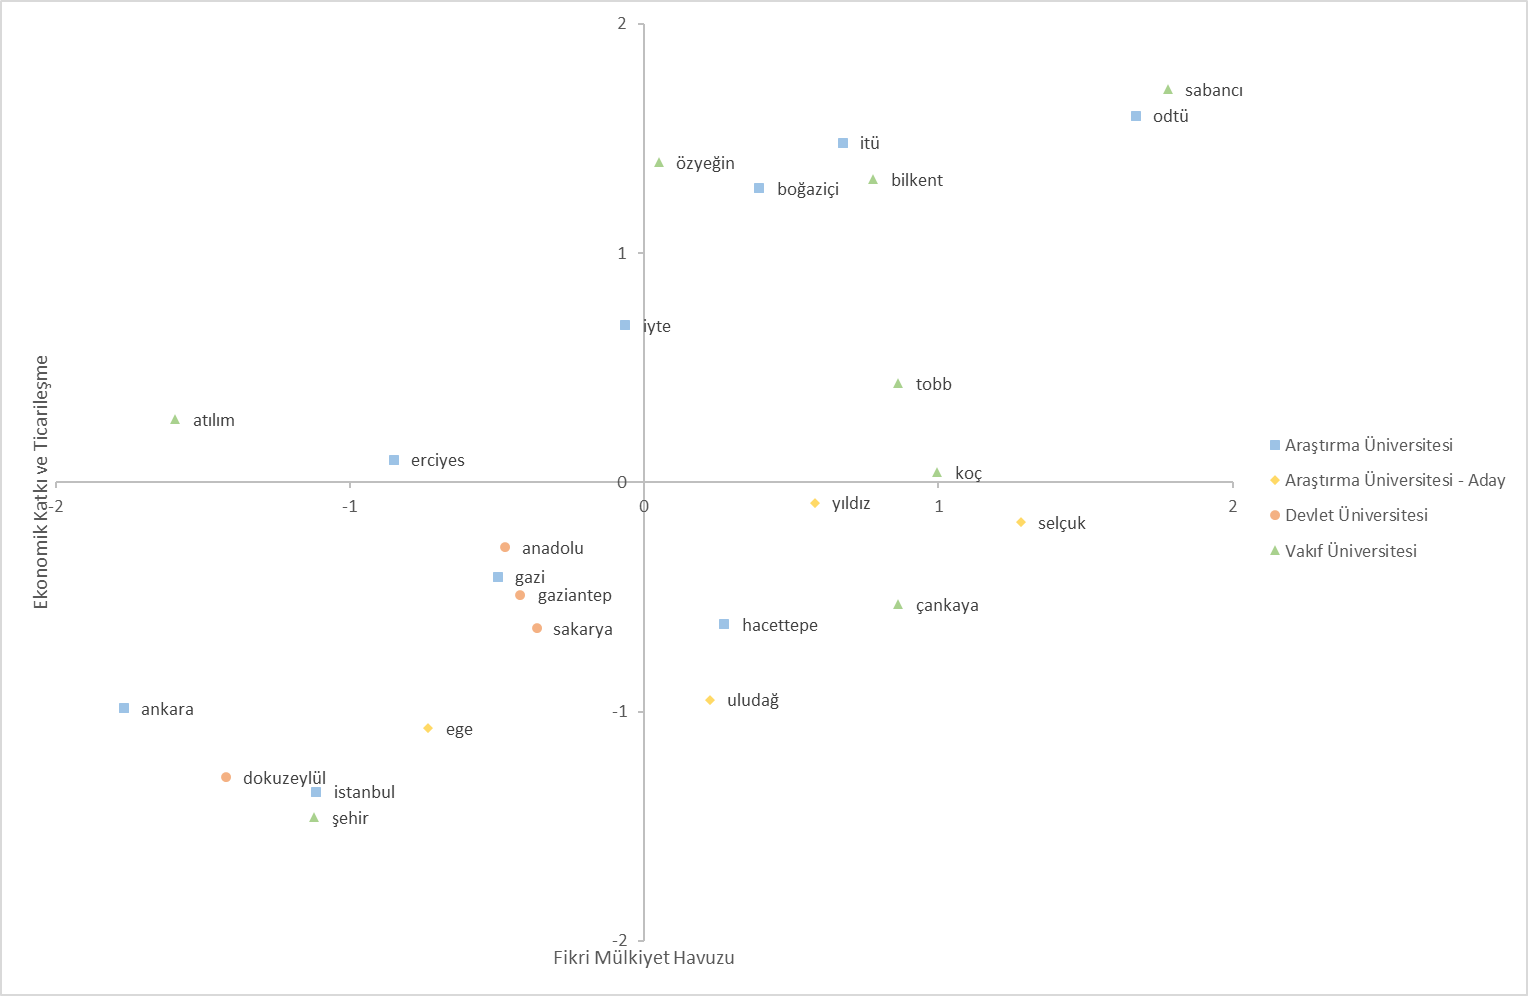 2
sabancı
odtü
itü
özyeğin
bilkent
boğaziçi
1
iyte
Ekonomik Katkı ve Ticarileşme
tobb
atılım
Araştırma Üniversitesi
erciyes
koç
0
Araştırma Üniversitesi - Aday
-2
-1
0
yıldız
1
2
Devlet Üniversitesi
selçuk
anadolu
Vakıf Üniversitesi
gazi
gaziantep
çankaya
sakarya
hacettepe
uludağ
ankara
-1
ege
dokuzeylül
istanbul
şehir
-2
Fikri Mülkiyet Havuzu